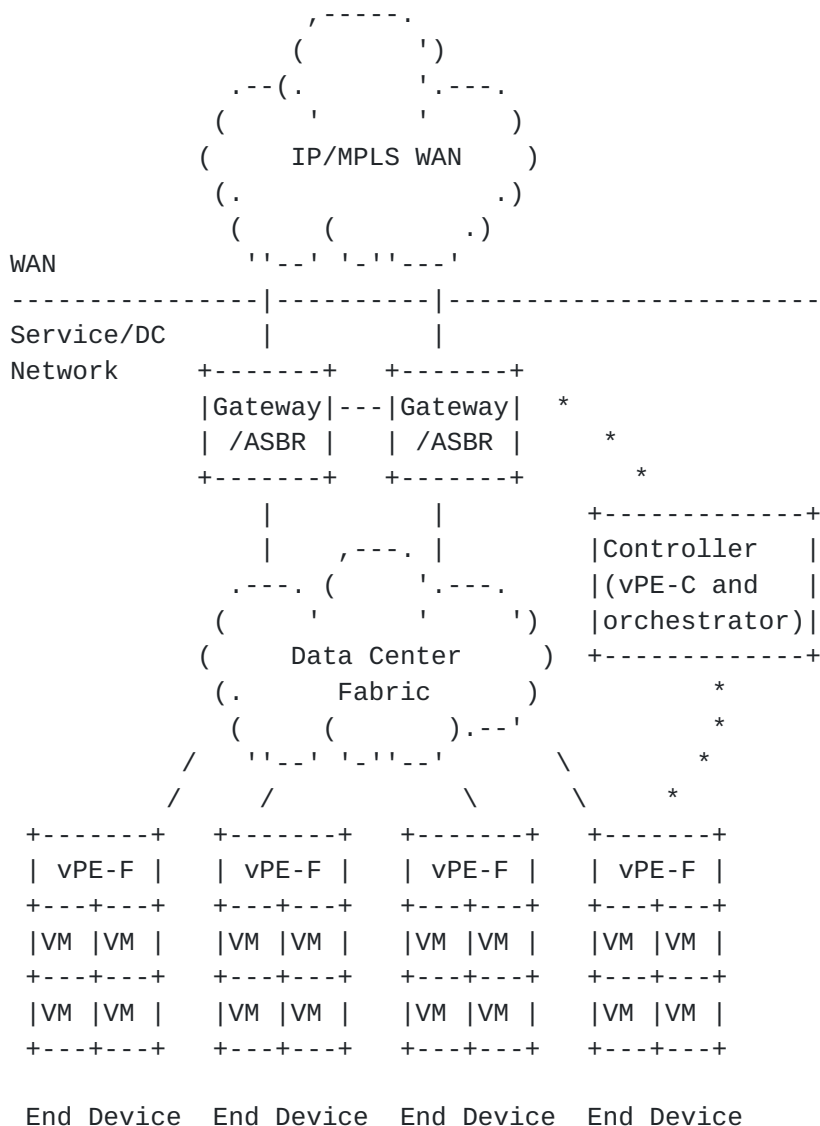 IP/MPLS WAN
WAN
Service/DC
Network
Gateway Gateway
/ASBR /ASBR
Controller
(vPE-C and
orchestrator)
Data Center
Fabric
vPE-F vPE-F vPE-F vPE-F
VM VM VM VM VM VM VM VM
VM VM VM VM VM VM VM VM
End Device End Device End Device End Device